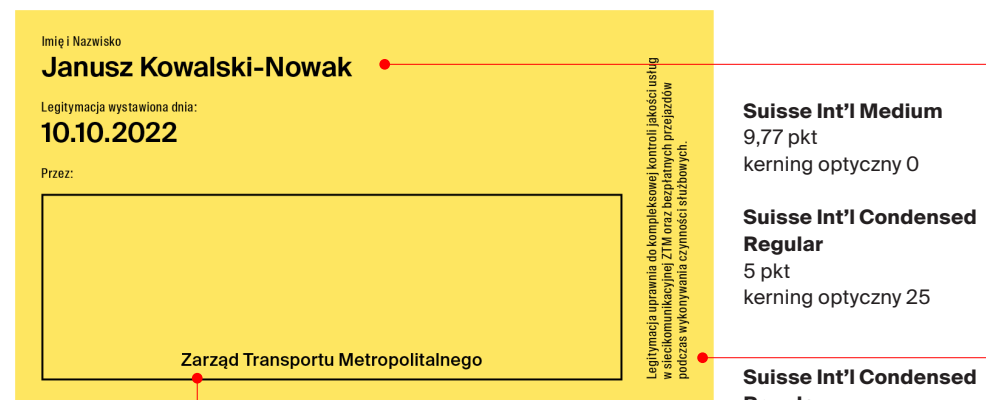 Imię i Nazwisko
Janusz Kowalski-Nowak
Legitymacja wystawiona dnia:
10.10.2022
Przez:
Zarząd Transportu Metropolitalnego
Legitymacja uprawnia do kompleksowej kontroli jakości usług
w siecikomunikacyjnej ZTM oraz bezpłatnych przejazdów
podczas wykonywania czynności służbowych.
Suisse Int’l Medium
9,77 pkt
kerning optyczny 0
Suisse Int’l Condensed
Regular
5 pkt
kerning optyczny 25
Suisse Int’l Condensed